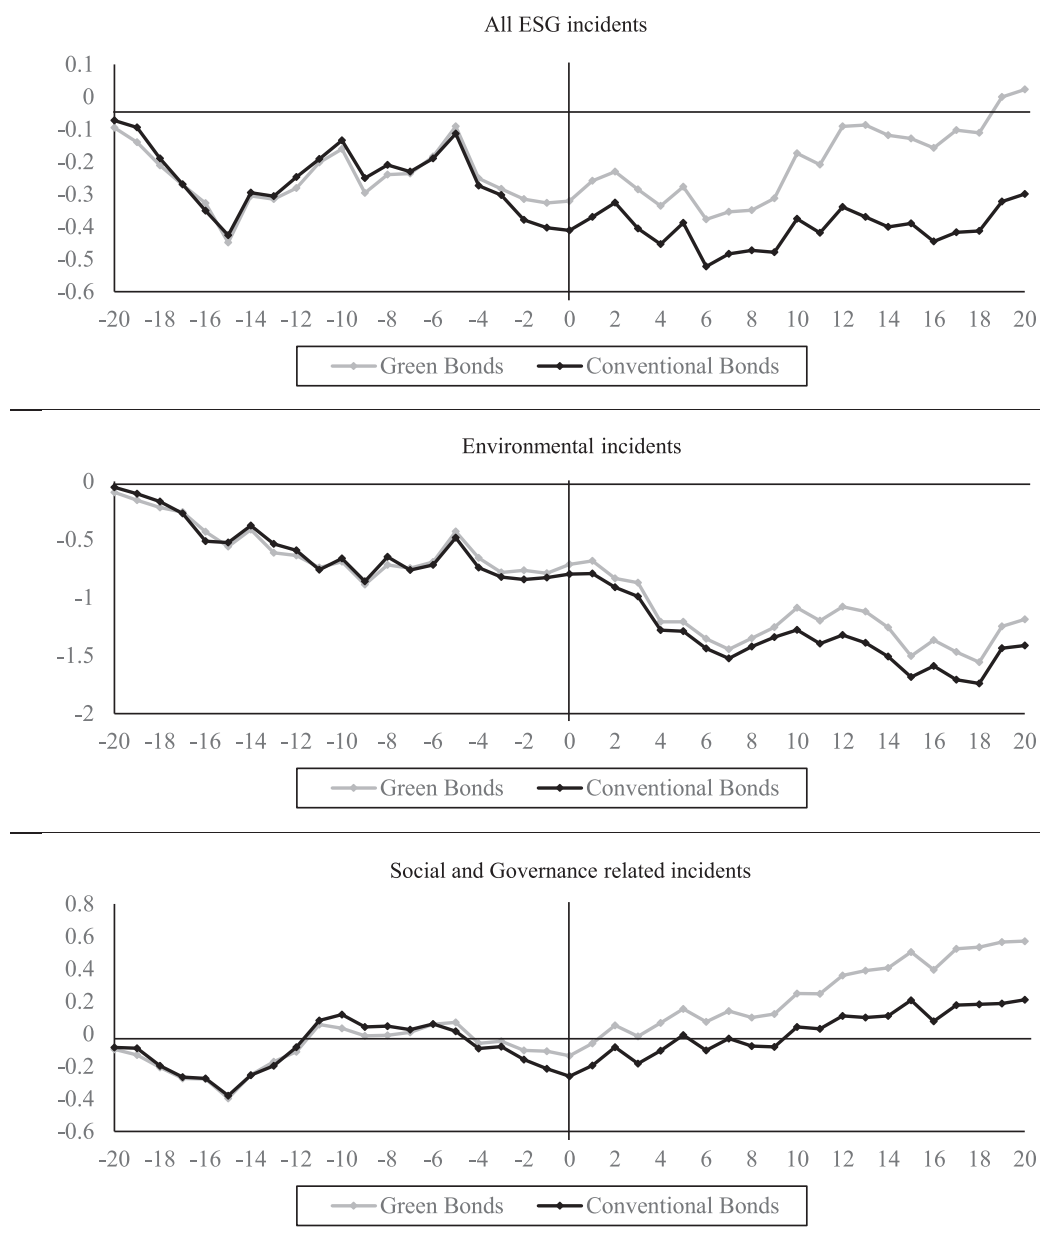 All ESG incidents
0.1
0
-0.1
-0.2
-0.3
-0.4
-0.5
-0.6
-20 -18 -16 -14 -12 -10 -8 -6 -4 -2 0 2 4 6 8 10 12 14 16 18 20
Green Bonds Conventional Bonds
Environmental incidents
0
-0.5
-1
-1.5
-2
-20 -18 -16 -14 -12 -10 -8 -6 -4 -2 0 2 4 6 8 10 12 14 16 18 20
Green Bonds Conventional Bonds
Social and Governance related incidents
0.8
0.6
0.4
0.2
0
-0.2
-0.4
-0.6
-20 -18 -16 -14 -12 -10 -8 -6 -4 -2 0 2 4 6 8 10 12 14 16 18 20
Green Bonds Conventional Bonds